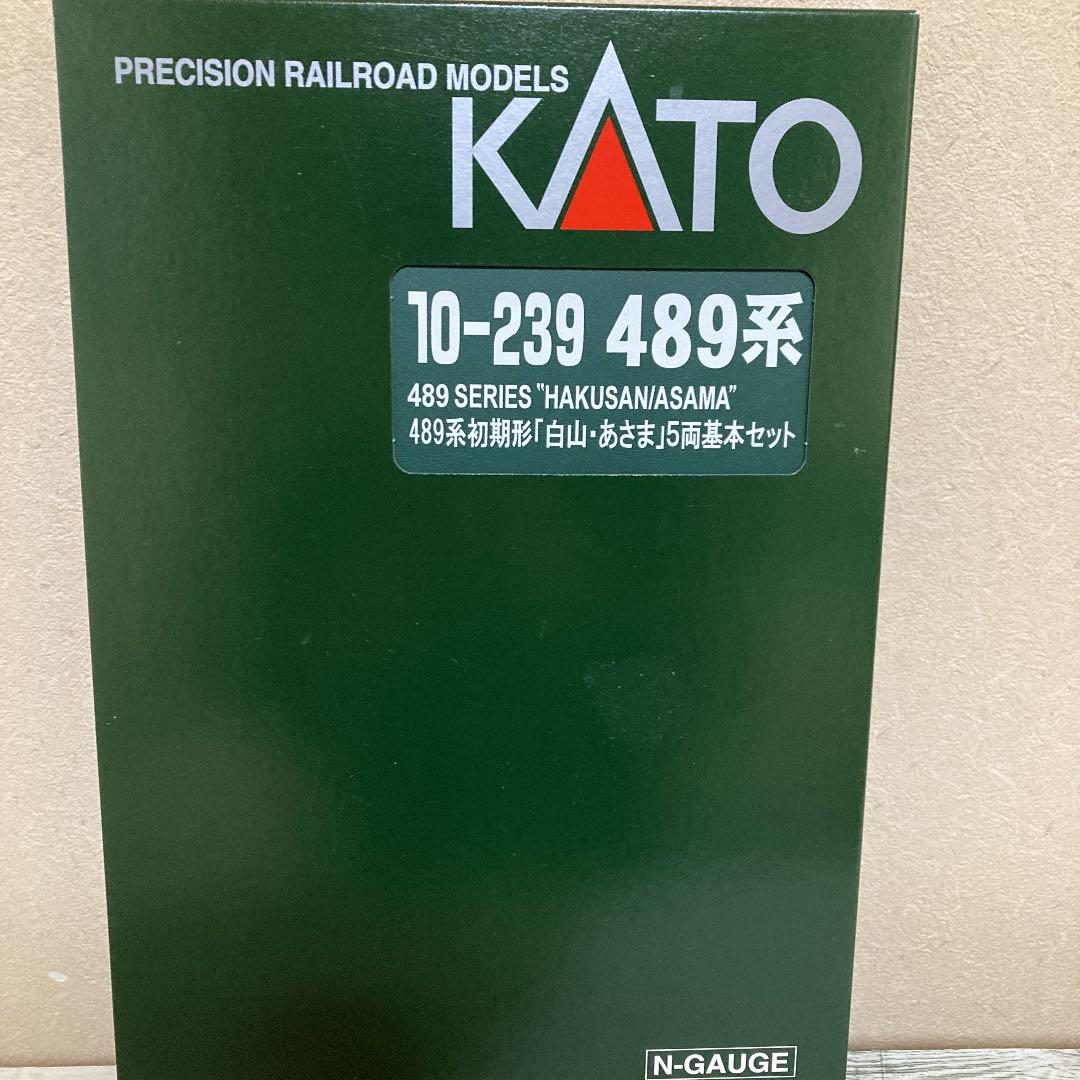 PRECISION RAILROAD MODELS
KATO
10-239 489系
489 SERIES "HAKUSAN/ASAMA"
489系初期形「白山・あさま」5両基本セット
N-GAUGE